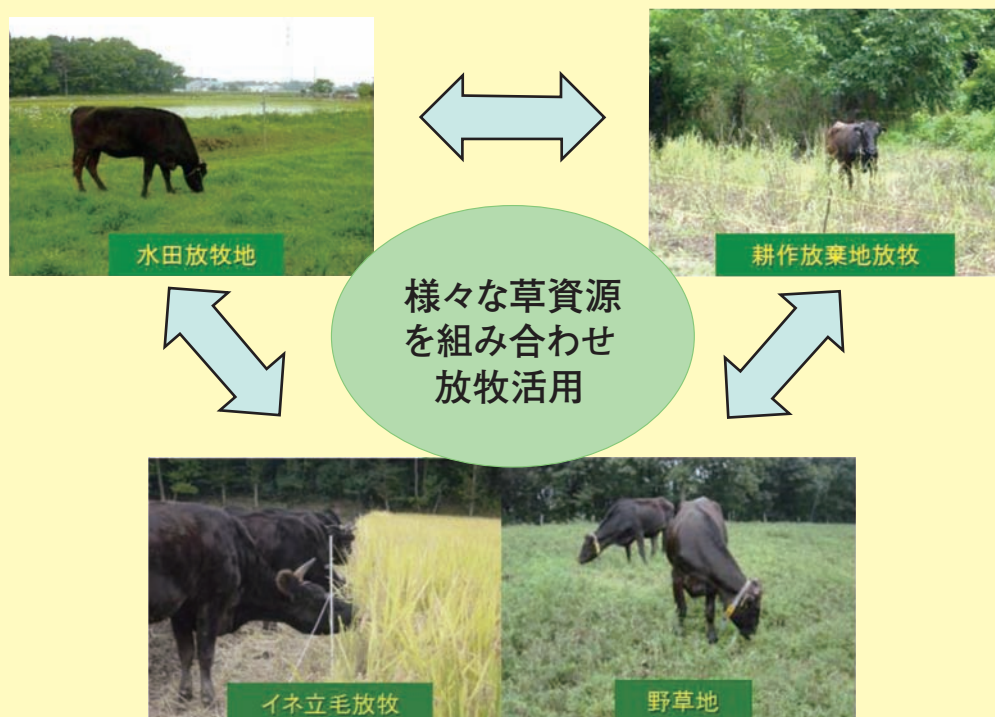 水田放牧地
耕作放棄地放牧
様々な草資源
を組み合わせ
放牧活用
イネ立毛放牧
野草地